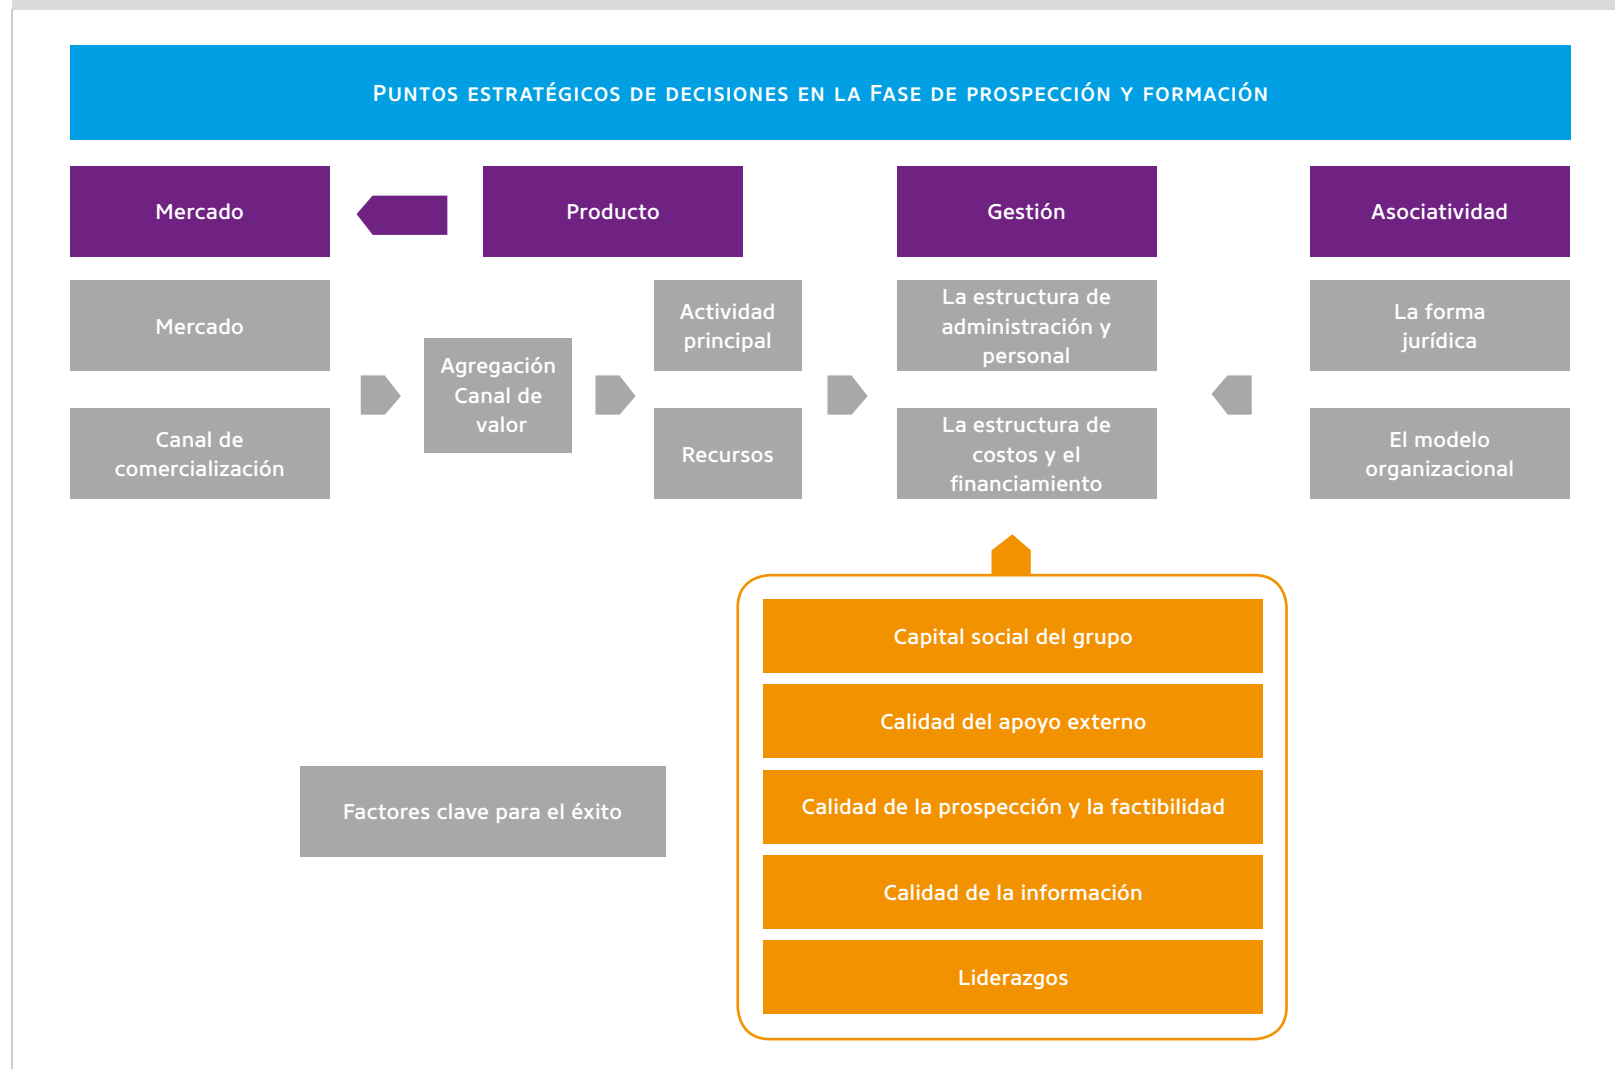 Puntos estratégicos de decisiones en la Fase de prospección y formación
Mercado
Producto
Gestión
Asociatividad
Mercado
Canal de
comercialización
Agregación
Canal de
valor
Actividad
principal
Recursos
La estructura de
administración y
personal
La estructura de
costos y el
financiamiento
La forma
jurídica
El modelo
organizacional
Factores clave para el éxito
Capital social del grupo
Calidad del apoyo externo
Calidad de la prospección y la factibilidad
Calidad de la información
Liderazgos